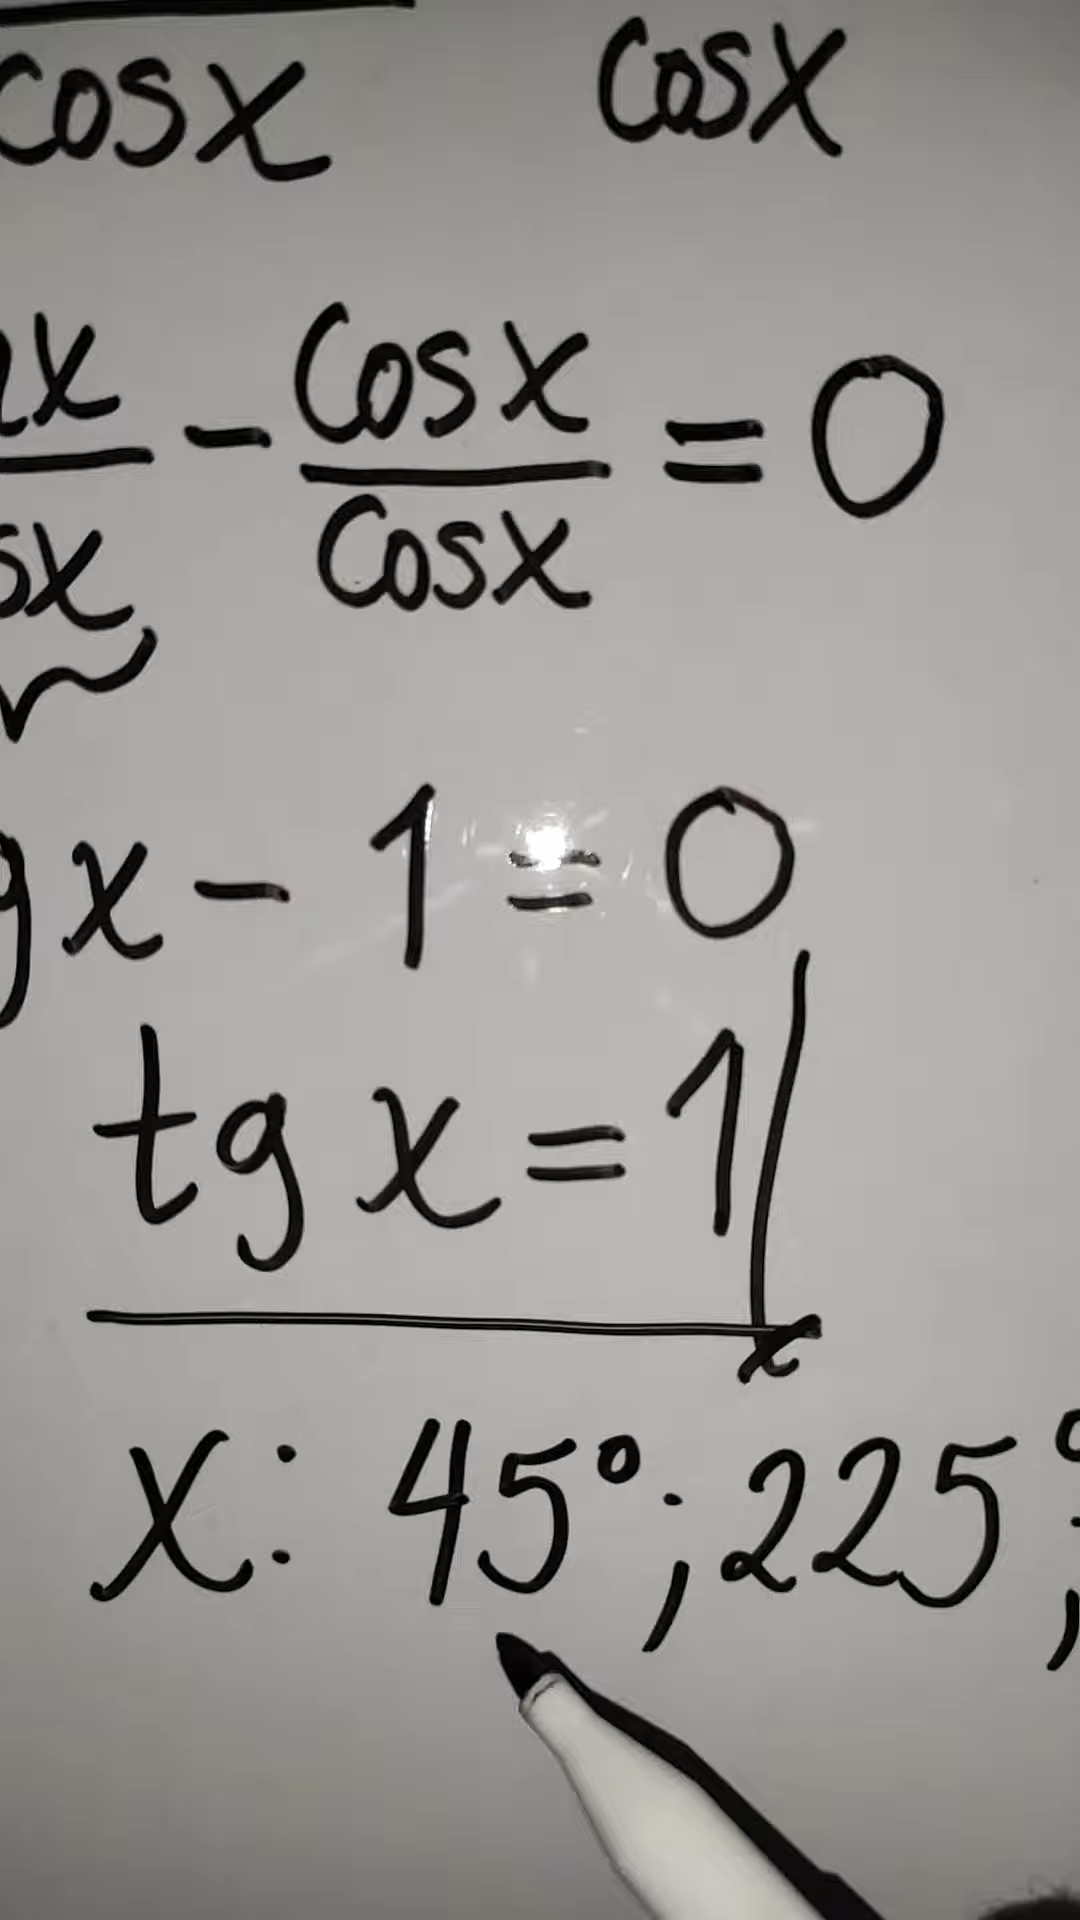 cosx cosx
x - cosx = 0
sx cosx
gx - 1 = 0
tg x = 1
x
x: 45°; 225°;